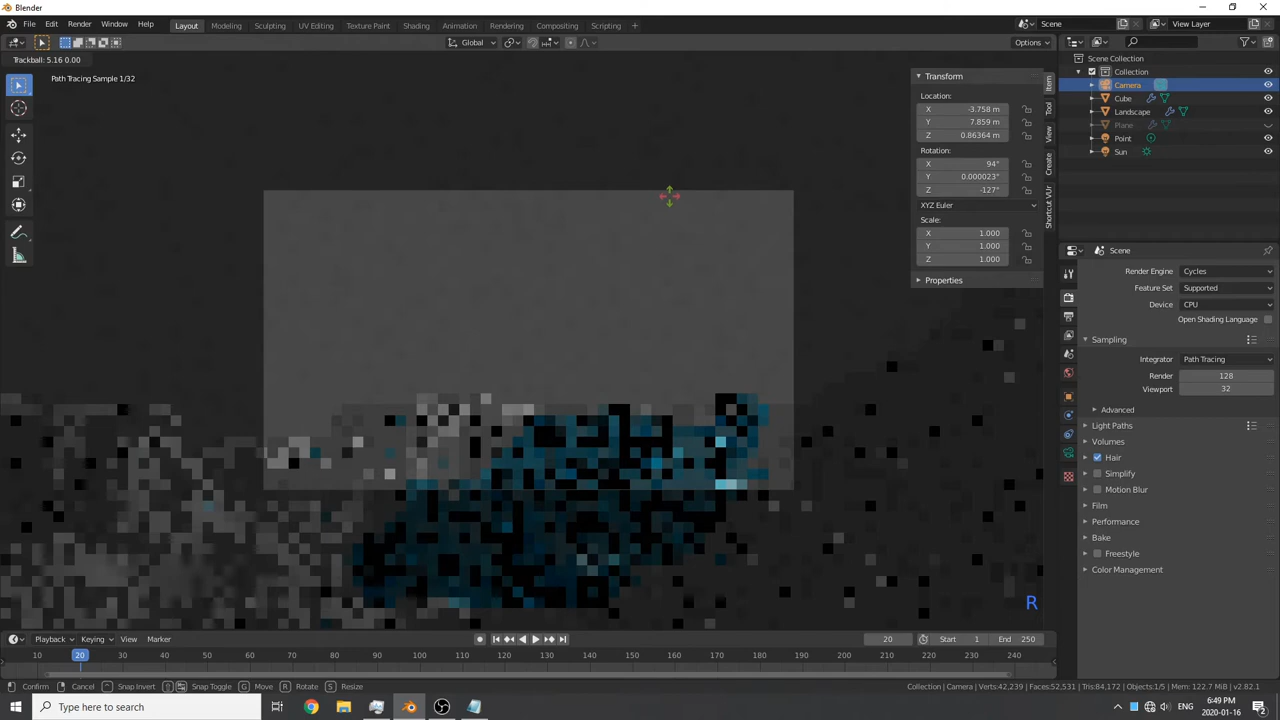 Blender
File Edit Render Window Help Layout Modeling Sculpting UV Editing Texture Paint Shading Animation Rendering Compositing Scripting + Scene View Layer
Global Options
Trackball: 5.16 0.00
Path Tracing Sample 1/32
Transform
Location:
X -3.758 m
Y 7.859 m
Z 0.86364 m
Rotation:
X 94°
Y 0.000023°
Z -127°
XYZ Euler
Scale:
X 1.000
Y 1.000
Z 1.000
Properties
Item
Tool
View
Create
Shortcut VUr
Scene Collection
Collection
Camera
Cube
Landscape
Plane
Point
Sun
Scene
Render Engine Cycles
Feature Set Supported
Device CPU
Open Shading Language
Sampling
Integrator Path Tracing
Render 128
Viewport 32
Advanced
Light Paths
Volumes
Hair
Simplify
Motion Blur
Film
Performance
Bake
Freestyle
Color Management
R
Playback Keying View Marker 20 Start 1 End 250
10 20 30 40 50 60 70 80 90 100 110 120 130 140 150 160 170 180 190 200 210 220 230 240
Confirm Cancel Snap Invert Snap Toggle G Move R Rotate S Resize Collection | Camera | Verts:42,239 | Faces:52,531 | Tris:84,172 | Objects:1/5 | Mem: 122.7 MiB | v2.82.1
Type here to search ENG 6:49 PM
2020-01-16 2